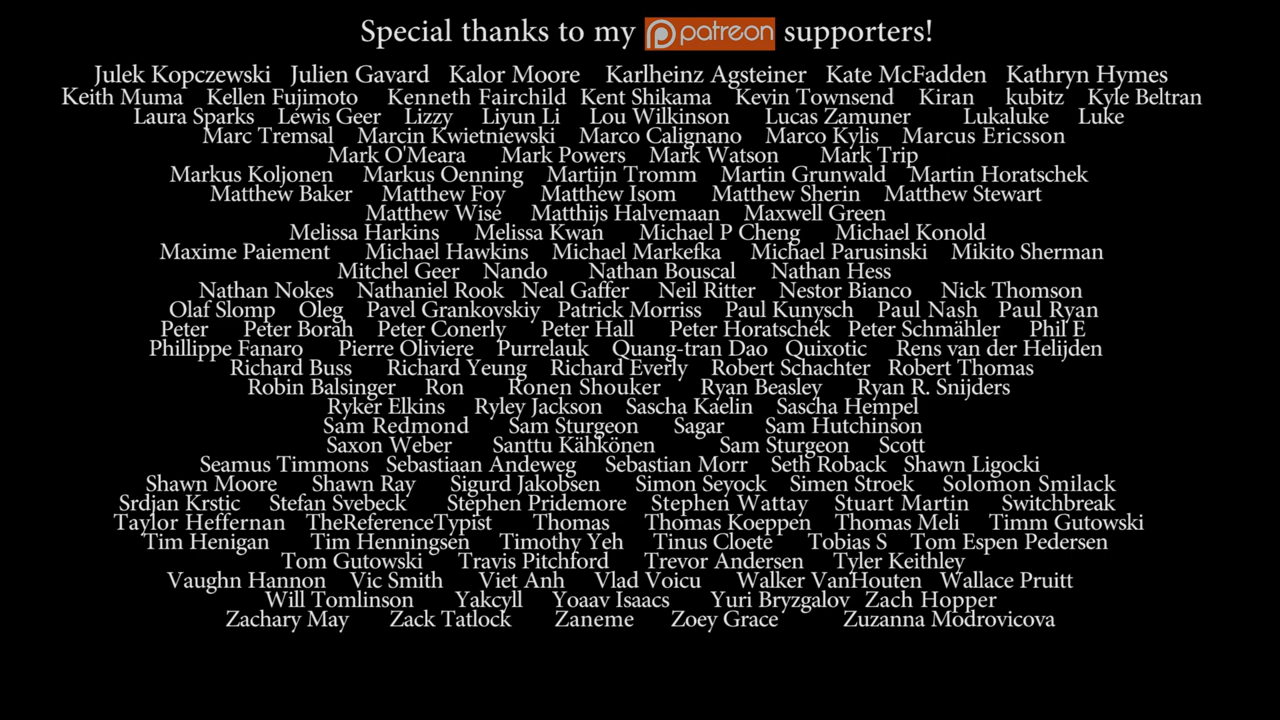 Special thanks to my patreon supporters!
Julek Kopczewski Julien Gavard Kalor Moore Karlheinz Agsteiner Kate McFadden Kathryn Hymes
Keith Muma Kellen Fujimoto Kenneth Fairchild Kent Shikama Kevin Townsend Kiran kubitz Kyle Beltran
Laura Sparks Lewis Geer Lizzy Liyun Li Lou Wilkinson Lucas Zamuner Lukaluke Luke
Marc Tremsal Marcin Kwietniewski Marco Calignano Marco Kylis Marcus Ericsson
Mark O'Meara Mark Powers Mark Watson Mark Trip
Markus Koljonen Markus Oenning Martijn Tromm Martin Grunwald Martin Horatschek
Matthew Baker Matthew Foy Matthew Isom Matthew Sherin Matthew Stewart
Matthew Wise Matthijs Halvemaan Maxwell Green
Melissa Harkins Melissa Kwan Michael P Cheng Michael Konold
Maxime Paiement Michael Hawkins Michael Markefka Michael Parusinski Mikito Sherman
Mitchel Geer Nando Nathan Bouscal Nathan Hess
Nathan Nokes Nathaniel Rook Neal Gaffer Neil Ritter Nestor Bianco Nick Thomson
Olaf Slomp Oleg Pavel Grankovskiy Patrick Morriss Paul Kunysch Paul Nash Paul Ryan
Peter Peter Borah Peter Conerly Peter Hall Peter Horatschek Peter Schmähler Phil E
Phillippe Fanaro Pierre Oliviere Purrelauk Quang-tran Dao Quixotic Rens van der Helijden
Richard Buss Richard Yeung Richard Everly Robert Schachter Robert Thomas
Robin Balsinger Ron Ronen Shouker Ryan Beasley Ryan R. Snijders
Ryker Elkins Ryley Jackson Sascha Kaelin Sascha Hempel
Sam Redmond Sam Sturgeon Sagar Sam Hutchinson
Saxon Weber Santtu Kähkönen Sam Sturgeon Scott
Seamus Timmons Sebastiaan Andeweg Sebastian Morr Seth Roback Shawn Ligocki
Shawn Moore Shawn Ray Sigurd Jakobsen Simon Seyock Simen Stroek Solomon Smilack
Srdjan Krstic Stefan Svebeck Stephen Pridemore Stephen Wattay Stuart Martin Switchbreak
Taylor Heffernan TheReferenceTypist Thomas Thomas Koeppen Thomas Meli Timm Gutowski
Tim Henigan Tim Henningsen Timothy Yeh Tinus Cloete Tobias S Tom Espen Pedersen
Tom Gutowski Travis Pitchford Trevor Andersen Tyler Keithley
Vaughn Hannon Vic Smith Viet Anh Vlad Voicu Walker VanHouten Wallace Pruitt
Will Tomlinson Yakcyll Yoaav Isaacs Yuri Bryzgalov Zach Hopper
Zachary May Zack Tatlock Zaneme Zoey Grace Zuzanna Modrovicova